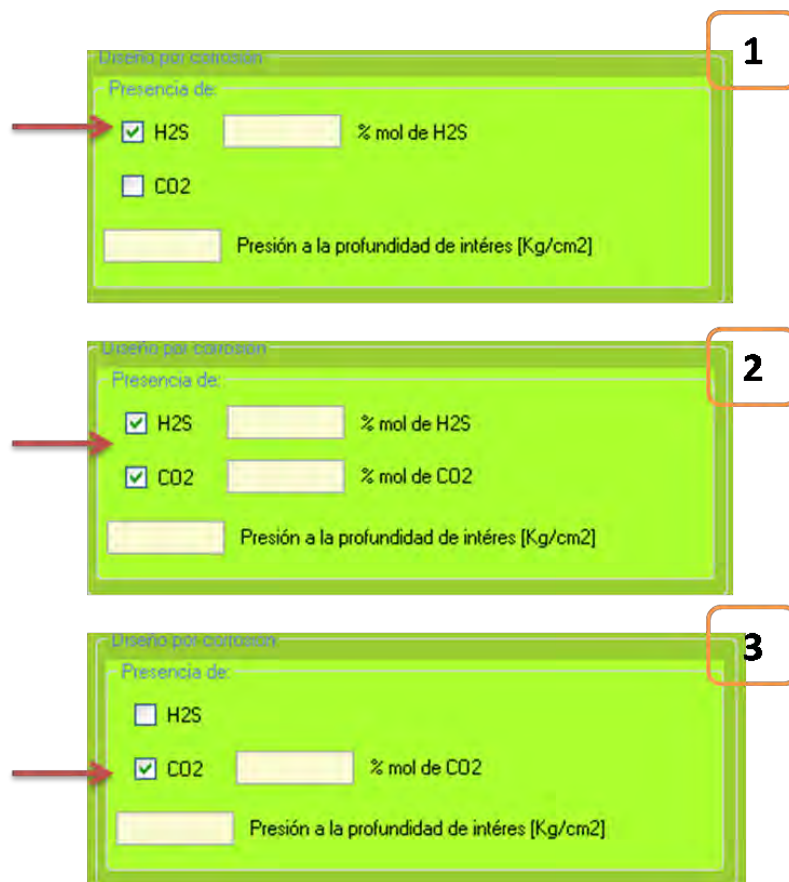 1
Diseño por corrosión
Presencia de:
H2S % mol de H2S
CO2
Presión a la profundidad de intéres [Kg/cm2]
2
Diseño por corrosión
Presencia de:
H2S % mol de H2S
CO2 % mol de CO2
Presión a la profundidad de intéres [Kg/cm2]
3
Diseño por corrosión
Presencia de:
H2S
CO2 % mol de CO2
Presión a la profundidad de intéres [Kg/cm2]